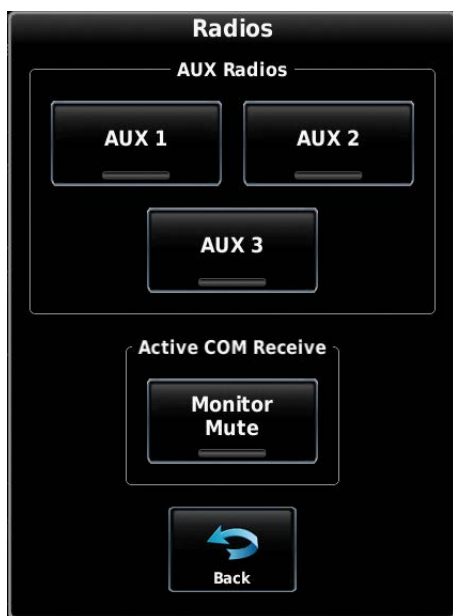 Radios
AUX Radios
AUX 1
AUX 2
AUX 3
Active COM Receive
Monitor
Mute
Back